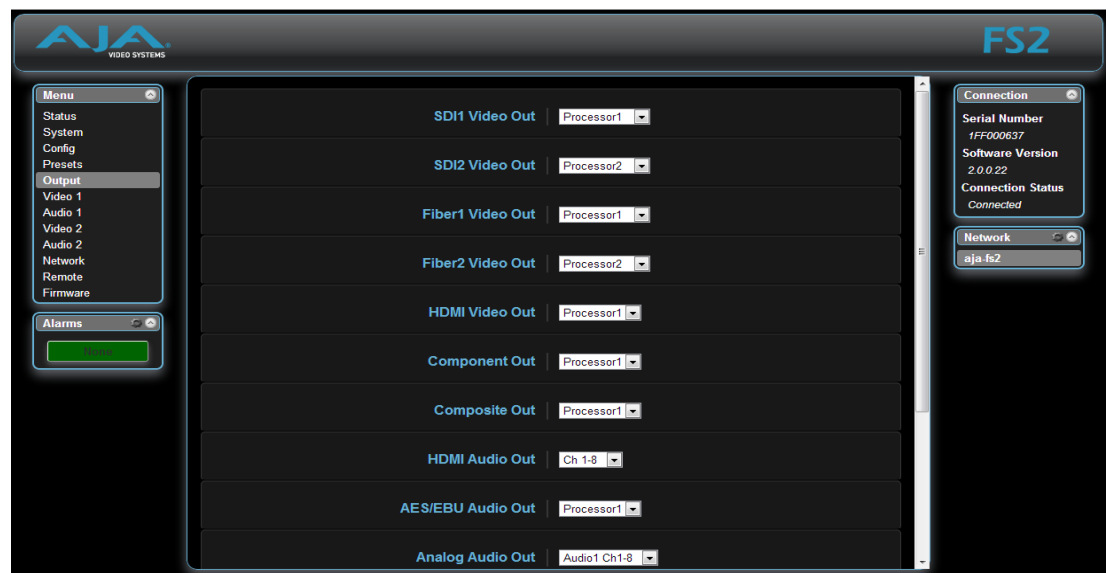 AJA
VIDEO SYSTEMS
FS2
Menu
Status
System
Config
Presets
Output
Video 1
Audio 1
Video 2
Audio 2
Network
Remote
Firmware
Alarms
None
SDI1 Video Out Processor1
SDI2 Video Out Processor2
Fiber1 Video Out Processor1
Fiber2 Video Out Processor2
HDMI Video Out Processor1
Component Out Processor1
Composite Out Processor1
HDMI Audio Out Ch 1-8
AES/EBU Audio Out Processor1
Analog Audio Out Audio1 Ch1-8
Connection
Serial Number
1FF000637
Software Version
2.0.0.22
Connection Status
Connected
Network
aja-fs2